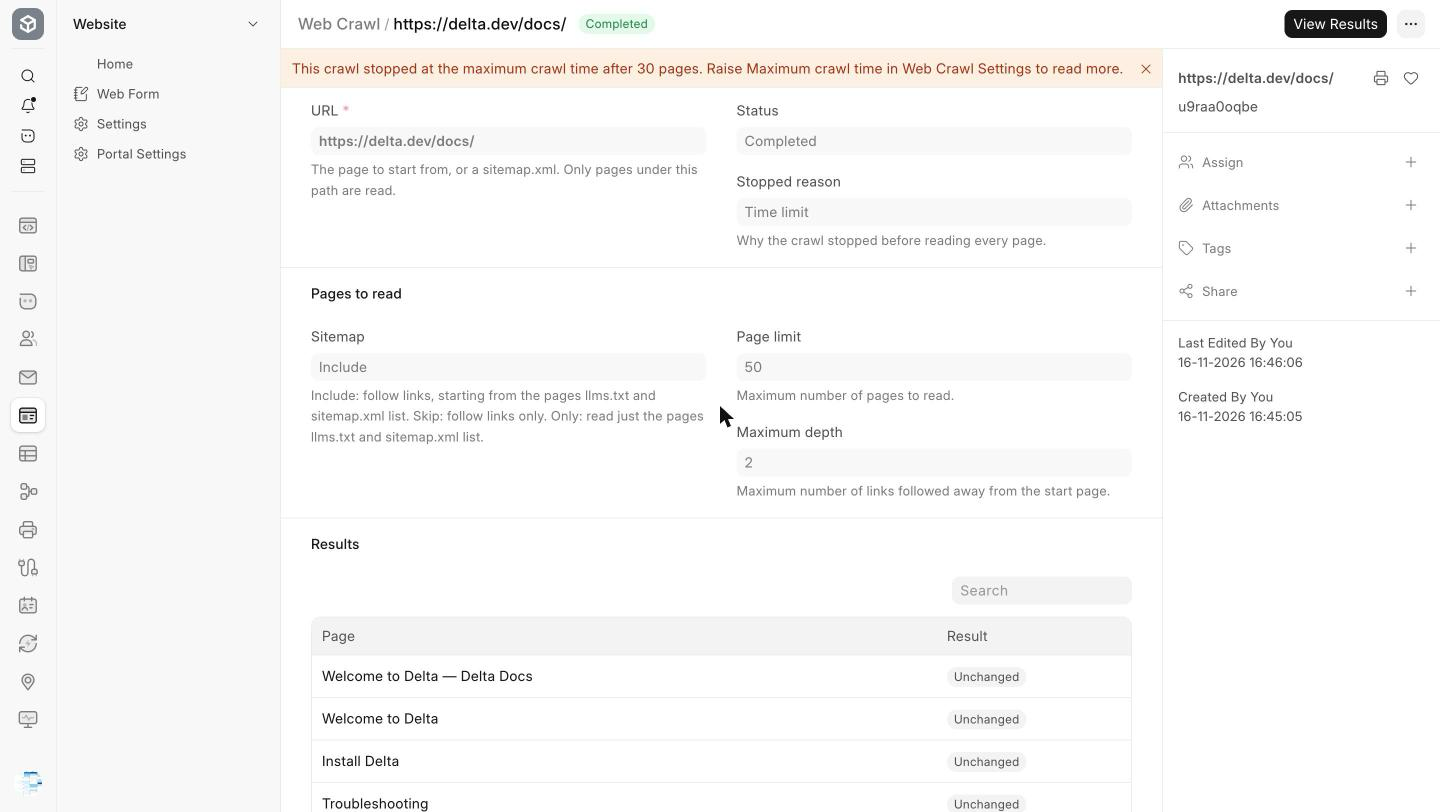 Website
Home
Web Form
Settings
Portal Settings
Web Crawl / https://delta.dev/docs/ Completed
View Results
This crawl stopped at the maximum crawl time after 30 pages. Raise Maximum crawl time in Web Crawl Settings to read more.
URL *
https://delta.dev/docs/
The page to start from, or a sitemap.xml. Only pages under this
path are read.
Status
Completed
Stopped reason
Time limit
Why the crawl stopped before reading every page.
Pages to read
Sitemap
Include
Include: follow links, starting from the pages llms.txt and
sitemap.xml list. Skip: follow links only. Only: read just the pages
llms.txt and sitemap.xml list.
Page limit
50
Maximum number of pages to read.
Maximum depth
2
Maximum number of links followed away from the start page.
Results
Search
Page Result
Welcome to Delta — Delta Docs Unchanged
Welcome to Delta Unchanged
Install Delta Unchanged
Troubleshooting Unchanged
https://delta.dev/docs/
u9raa0oqbe
Assign
Attachments
Tags
Share
Last Edited By You
16-11-2026 16:46:06
Created By You
16-11-2026 16:45:05